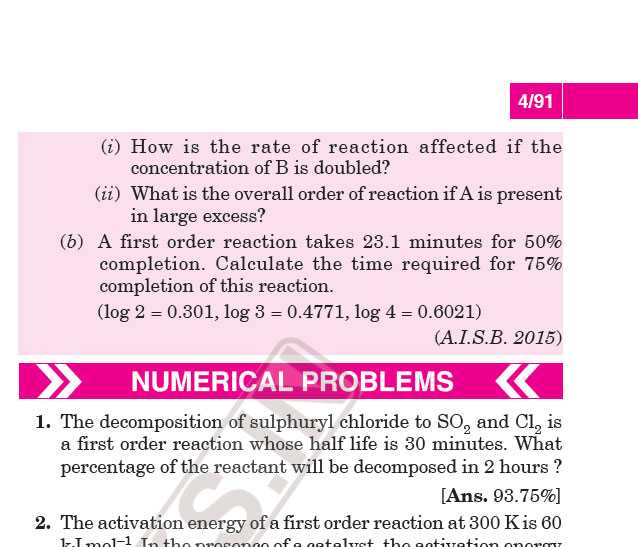 4/91
(i) How is the rate of reaction affected if the
concentration of B is doubled?
(ii) What is the overall order of reaction if A is present
in large excess?
(b) A first order reaction takes 23.1 minutes for 50%
completion. Calculate the time required for 75%
completion of this reaction.
(log 2 = 0.301, log 3 = 0.4771, log 4 = 0.6021)
(A.I.S.B. 2015)
NUMERICAL PROBLEMS
1. The decomposition of sulphuryl chloride to SO₂ and Cl₂ is
a first order reaction whose half life is 30 minutes. What
percentage of the reactant will be decomposed in 2 hours ?
[Ans. 93.75%]
2. The activation energy of a first order reaction at 300 K is 60
kJ mol⁻¹. In the presence of a catalyst, the activation energy
S.IN